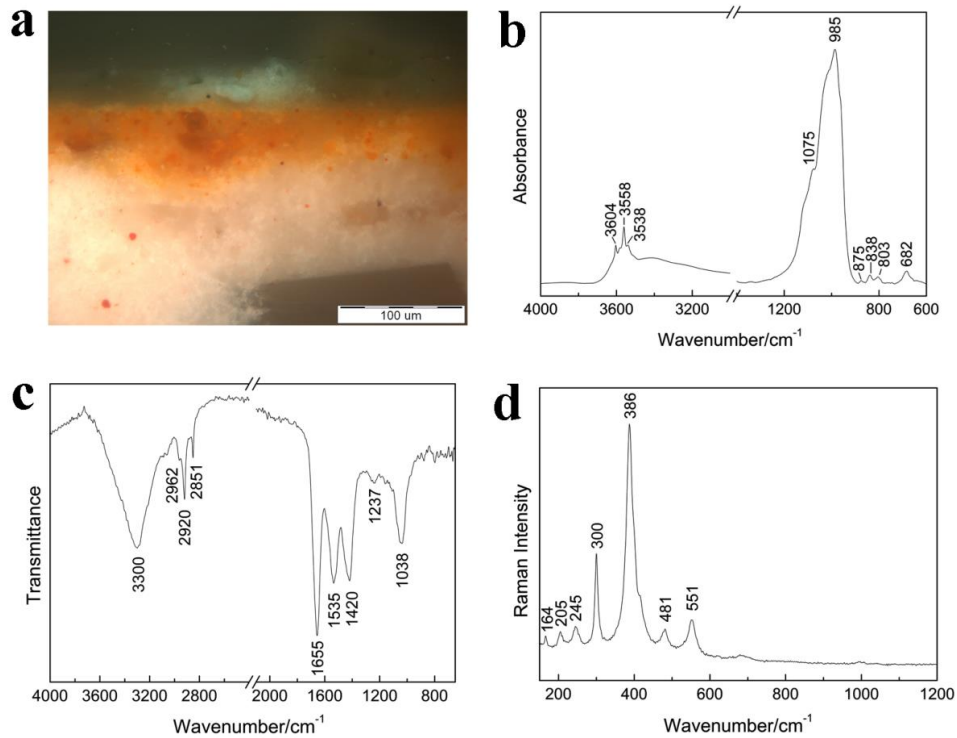 a
100 um
b
Absorbance
3604
3558
3538
1075
985
875
838
803
682
4000 3600 3200 1200 800 600
Wavenumber/cm-1
c
Transmittance
3300
2962
2920
2851
1655
1535
1420
1237
1038
4000 3600 3200 2800 2000 1600 1200 800
Wavenumber/cm-1
d
Raman Intensity
164
205
245
300
386
481
551
200 400 600 800 1000 1200
Wavenumber/cm-1